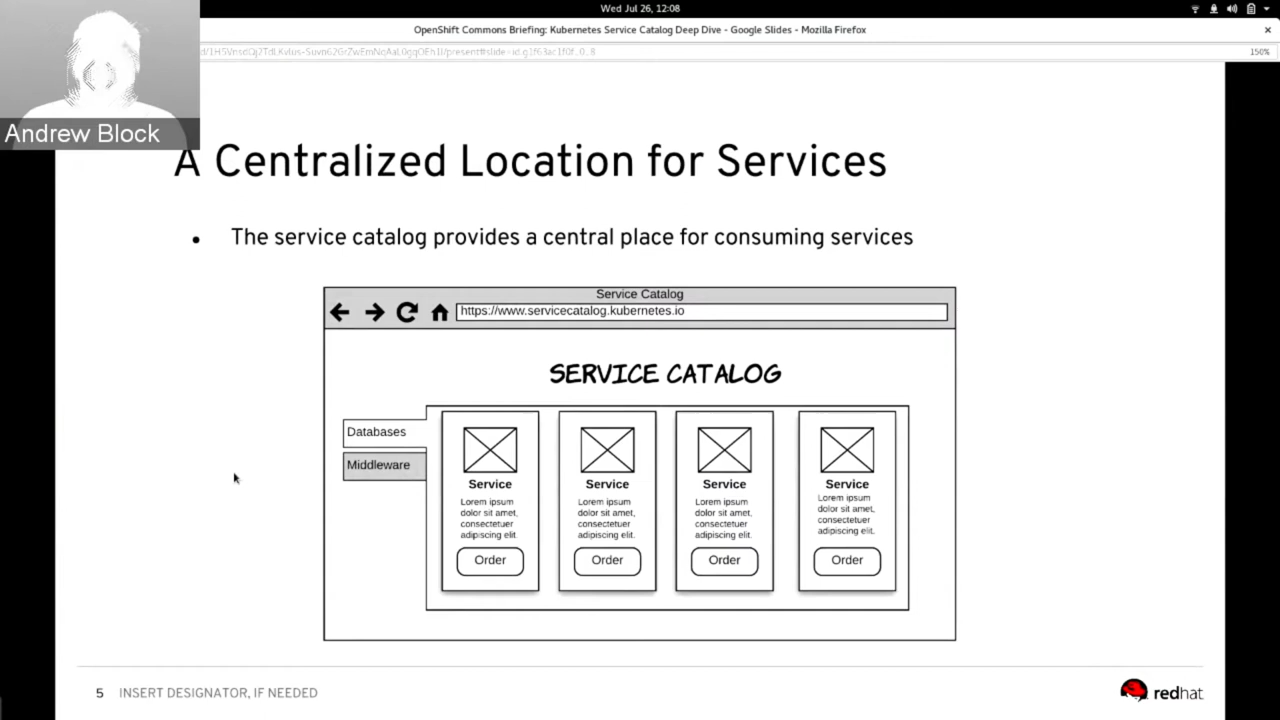 Wed Jul 26, 12:08
OpenShift Commons Briefing: Kubernetes Service Catalog Deep Dive - Google Slides - Mozilla Firefox
150%
Andrew Block
A Centralized Location for Services
• The service catalog provides a central place for consuming services
Service Catalog
https://www.servicecatalog.kubernetes.io
SERVICE CATALOG
Databases
Middleware
Service
Lorem ipsum
dolor sit amet,
consectetuer
adipiscing elit.
Order
Service
Lorem ipsum
dolor sit amet,
consectetuer
adipiscing elit.
Order
Service
Lorem ipsum
dolor sit amet,
consectetuer
adipiscing elit.
Order
Service
Lorem ipsum
dolor sit amet,
consectetuer
adipiscing elit.
Order
5 INSERT DESIGNATOR, IF NEEDED
redhat